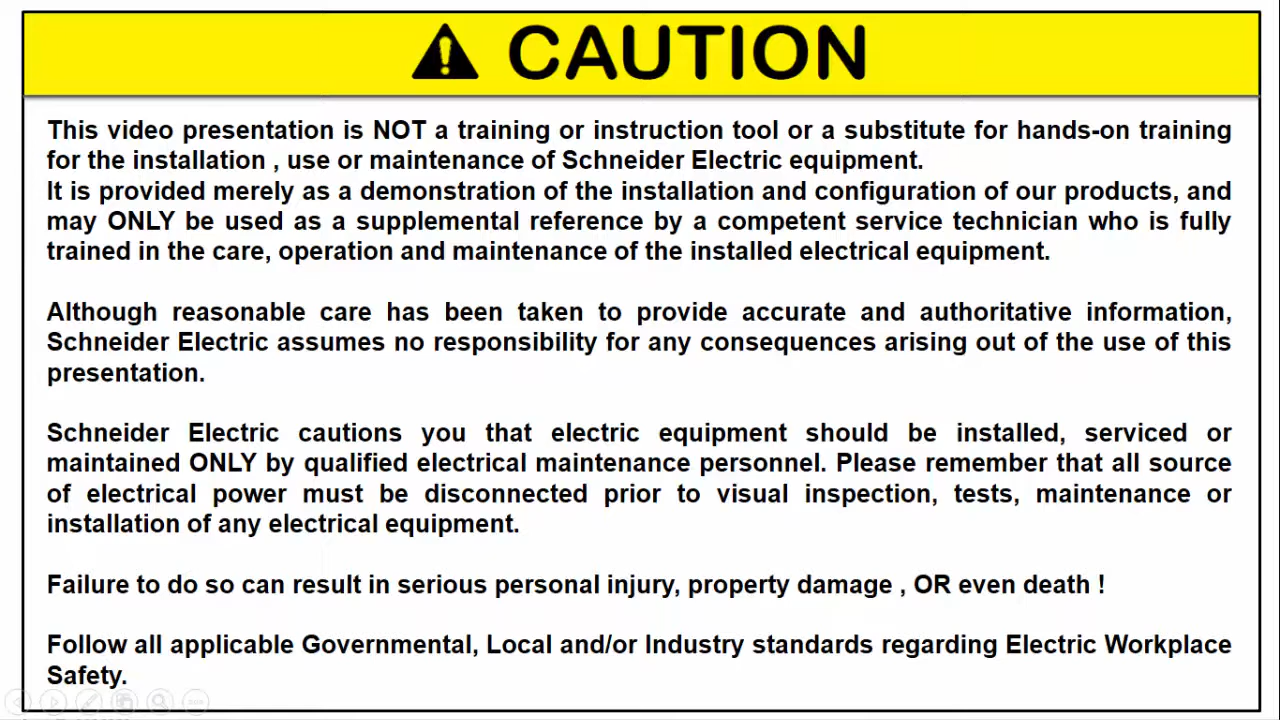 CAUTION
This video presentation is NOT a training or instruction tool or a substitute for hands-on training
for the installation , use or maintenance of Schneider Electric equipment.
It is provided merely as a demonstration of the installation and configuration of our products, and
may ONLY be used as a supplemental reference by a competent service technician who is fully
trained in the care, operation and maintenance of the installed electrical equipment.
Although reasonable care has been taken to provide accurate and authoritative information,
Schneider Electric assumes no responsibility for any consequences arising out of the use of this
presentation.
Schneider Electric cautions you that electric equipment should be installed, serviced or
maintained ONLY by qualified electrical maintenance personnel. Please remember that all source
of electrical power must be disconnected prior to visual inspection, tests, maintenance or
installation of any electrical equipment.
Failure to do so can result in serious personal injury, property damage , OR even death !
Follow all applicable Governmental, Local and/or Industry standards regarding Electric Workplace
Safety.